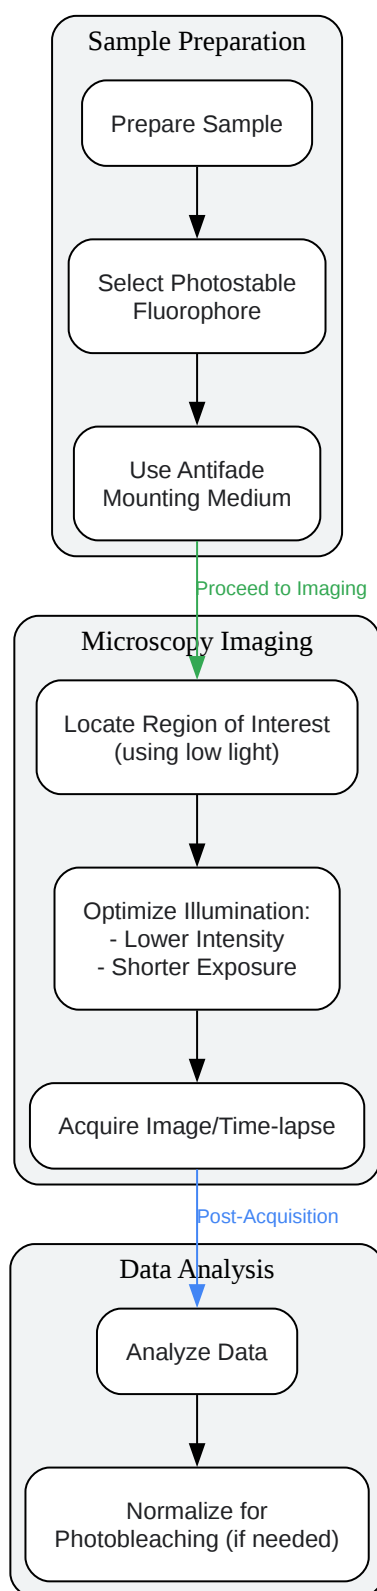 Sample Preparation
Prepare Sample
Select Photostable
Fluorophore
Use Antifade
Mounting Medium
Proceed to Imaging
Microscopy Imaging
Locate Region of Interest
(using low light)
Optimize Illumination:
- Lower Intensity
- Shorter Exposure
Acquire Image/Time-lapse
Post-Acquisition
Data Analysis
Analyze Data
Normalize for
Photobleaching (if needed)